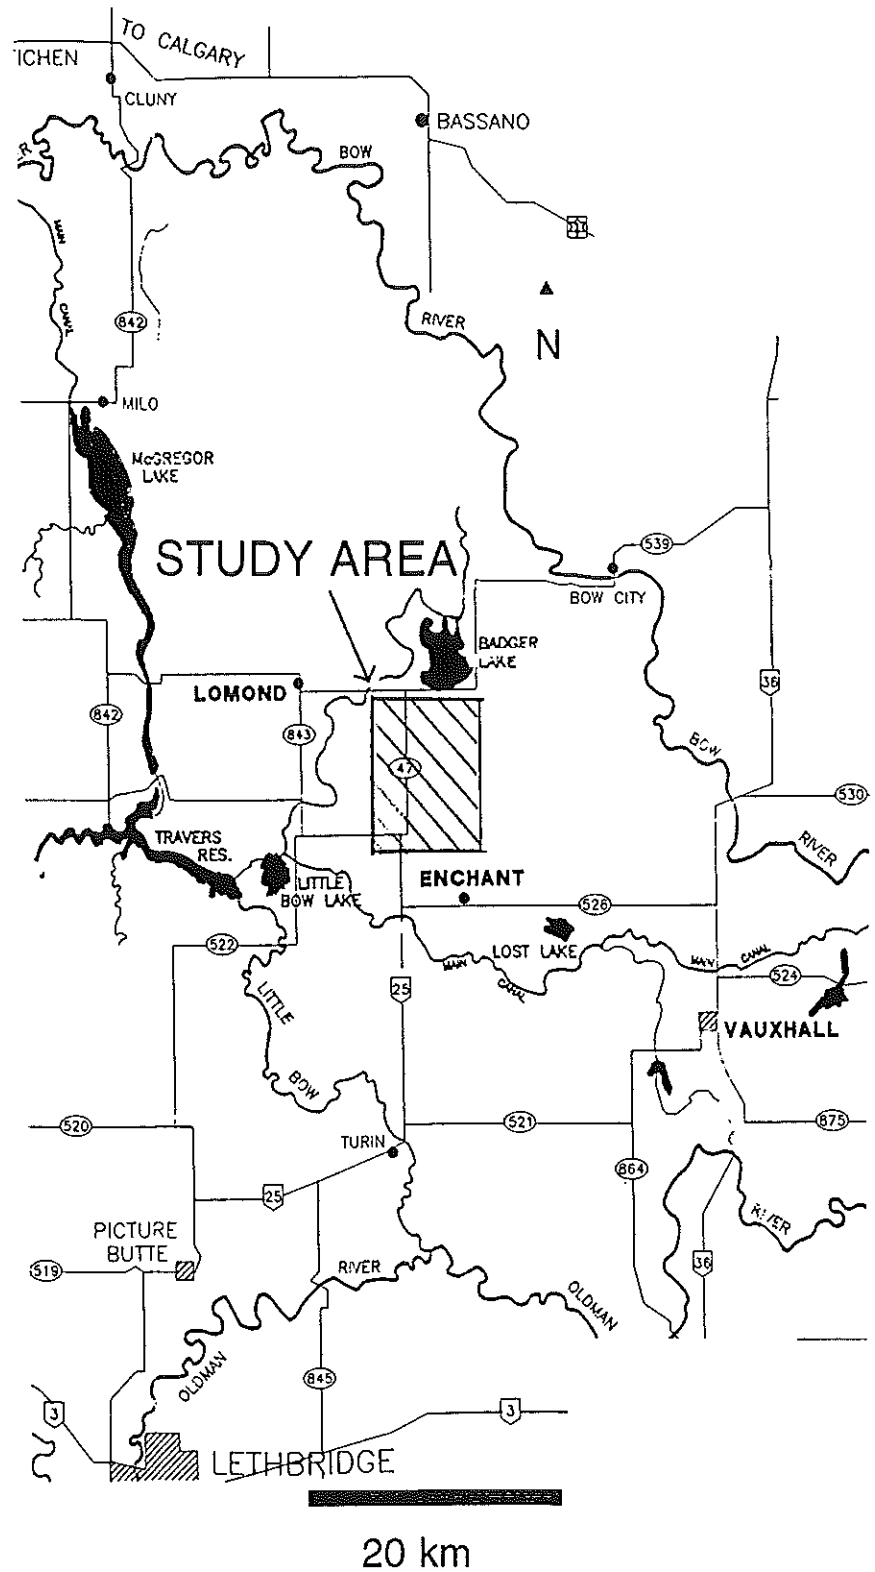 TO CALGARY
ICHEN
CLUNY
BASSANO
BOW
ER
MAIN
CANAL
842
RIVER
N
MILO
McGREGOR
LAKE
539
STUDY AREA
BOW CITY
BADGER
LAKE
36
LOMOND
842
843
BOW
47
530
TRAVERS
RES.
RIVER
LITTLE
BOW LAKE
ENCHANT
526
522
LOST LAKE
MAIN
CANAL
MAIN
CANAL
524
25
LITTLE
VAUXHALL
BOW
520
521
875
TURIN
864
25
RIVER
PICTURE
BUTTE
519
RIVER
36
OLDMAN
OLDMAN
845
3
3
LETHBRIDGE
20 km